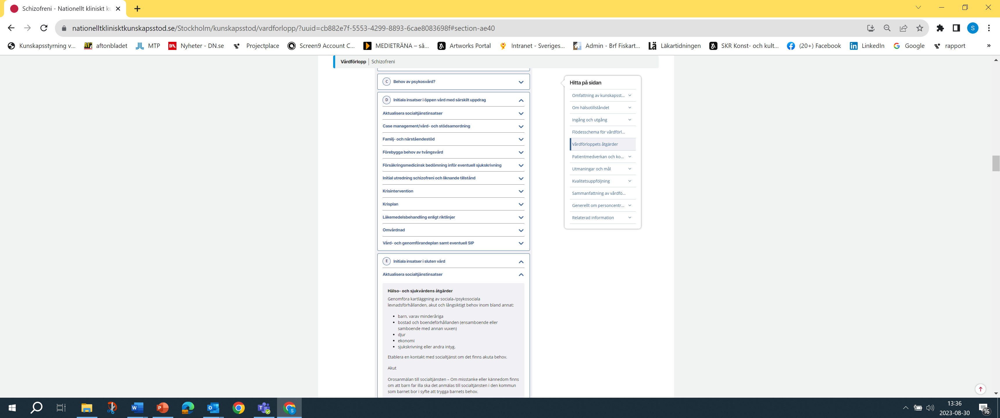 Schizofreni - Nationellt kliniskt ku
nationelltklinisktkunskapsstod.se/Stockholm/kunskapsstod/vardforlopp/?uuid=cb882e7f-5553-4299-8893-6cae8083698f#section-ae40
S
Kunskapsstyrning v...
aftonbladet
MTP
Nyheter - DN.se
Projectplace
Screen9 Account C...
MEDIETRÄNA – så...
Artworks Portal
Intranet - Sveriges...
Admin - Brf Fiskart...
Läkartidningen
SKR Konst- och kult...
(20+) Facebook
LinkedIn
Google
rapport
»
Vårdförlopp | Schizofreni
C Behov av psykosvård?
D Initiala insatser i öppen vård med särskilt uppdrag
Aktualisera socialtjänstinsatser
Case management/vård- och stödsamordning
Familj- och närståendestöd
Förebygga behov av tvångsvård
Försäkringsmedicinsk bedömning inför eventuell sjukskrivning
Initial utredning schizofreni och liknande tillstånd
Krisintervention
Krisplan
Läkemedelsbehandling enligt riktlinjer
Omvårdnad
Vård- och genomförandeplan samt eventuell SIP
E Initiala insatser i sluten vård
Aktualisera socialtjänstinsatser
Hälso- och sjukvårdens åtgärder
Genomföra kartläggning av sociala-/psykosociala
levnadsförhållanden, akut och långsiktigt behov inom bland annat:
• barn, varav minderåriga
• bostad och boendeförhållanden (ensamboende eller
samboende med annan vuxen)
• djur
• ekonomi
• sjukskrivning eller andra intyg.
Etablera en kontakt med socialtjänst om det finns akuta behov.
Akut
Orosanmälan till socialtjänsten – Om misstanke eller kännedom finns
om att barn far illa ska det anmälas till socialtjänsten i den kommun
som barnet bor i syfte att trygga barnets behov.
Hitta på sidan
Omfattning av kunskapsst...
Om hälsotillståndet
Ingång och utgång
Flödesschema för vårdförl...
Vårdförloppets åtgärder
Patientmedverkan och ko...
Utmaningar och mål
Kvalitetsuppföljning
Sammanfattning av vårdfö...
Generellt om personcentr...
Relaterad information
13:36
2023-08-30
16